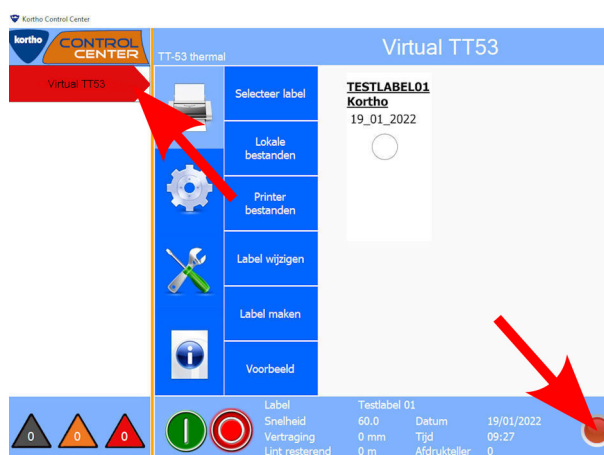 Kortho Control Center
kortho
CONTROL
CENTER
TT-53 thermal
Virtual TT53
Virtual TT53
Selecteer label
Lokale
bestanden
Printer
bestanden
Label wijzigen
Label maken
Voorbeeld
TESTLABEL01
Kortho
19_01_2022
0
0
0
Label Testlabel 01
Snelheid 60.0 Datum 19/01/2022
Vertraging 0 mm Tijd 09:27
Lint resterend 0 m Afdrukteller 0